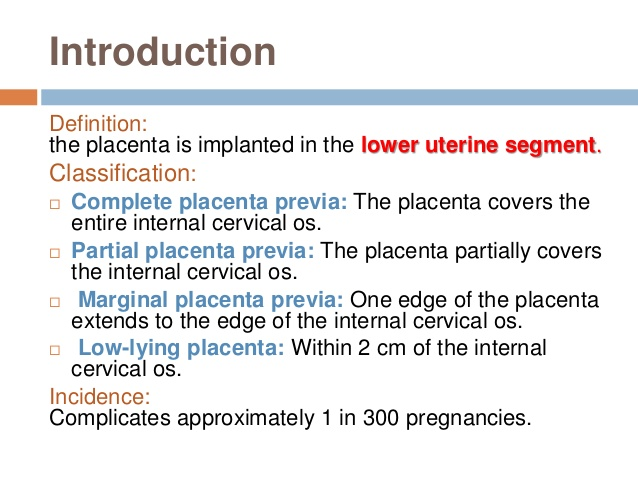 Introduction
Definition:
the placenta is implanted in the lower uterine segment.
Classification:
Complete placenta previa: The placenta covers the
entire internal cervical os.
Partial placenta previa: The placenta partially covers
the internal cervical os.
Marginal placenta previa: One edge of the placenta
extends to the edge of the internal cervical os.
Low-lying placenta: Within 2 cm of the internal
cervical os.
Incidence:
Complicates approximately 1 in 300 pregnancies.